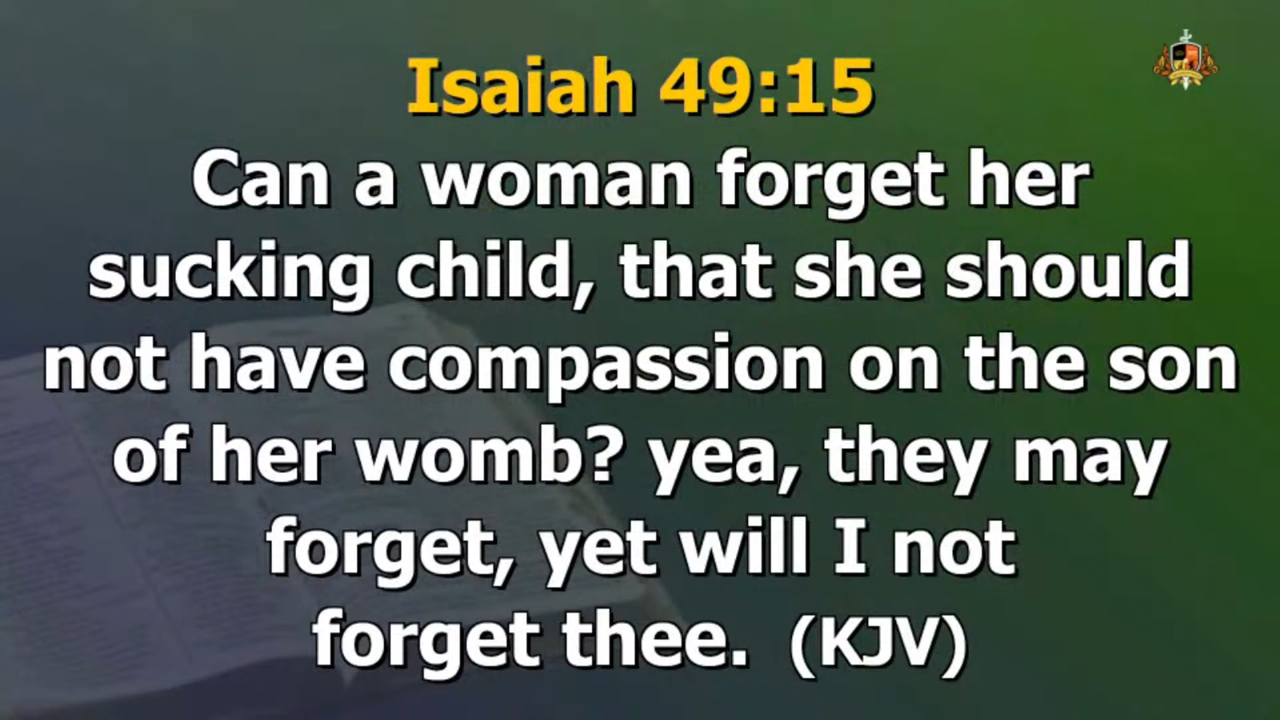 Isaiah 49:15
Can a woman forget her
sucking child, that she should
not have compassion on the son
of her womb? yea, they may
forget, yet will I not
forget thee. (KJV)